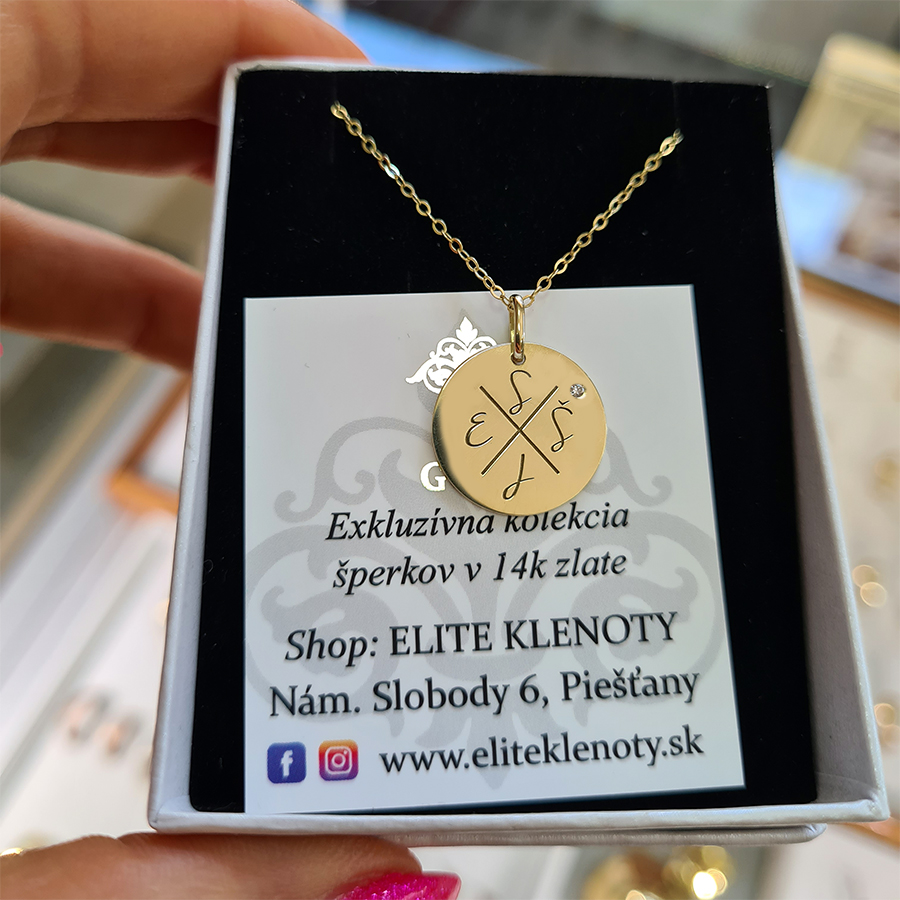 L
E Š
J
G
Exkluzívna kolekcia
šperkov v 14k zlate
Shop: ELITE KLENOTY
Nám. Slobody 6, Piešťany
www.eliteklenoty.sk